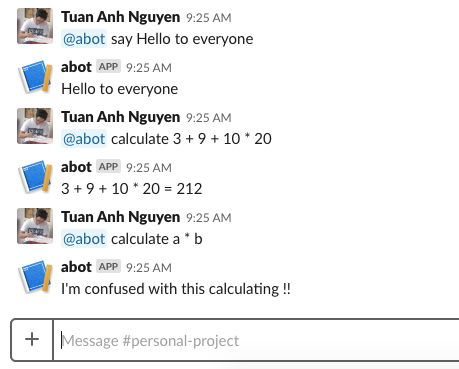 Tuan Anh Nguyen 9:25 AM
@abot say Hello to everyone
abot APP 9:25 AM
Hello to everyone
Tuan Anh Nguyen 9:25 AM
@abot calculate 3 + 9 + 10 * 20
abot APP 9:25 AM
3 + 9 + 10 * 20 = 212
Tuan Anh Nguyen 9:25 AM
@abot calculate a * b
abot APP 9:25 AM
I'm confused with this calculating !!
+ Message #personal-project